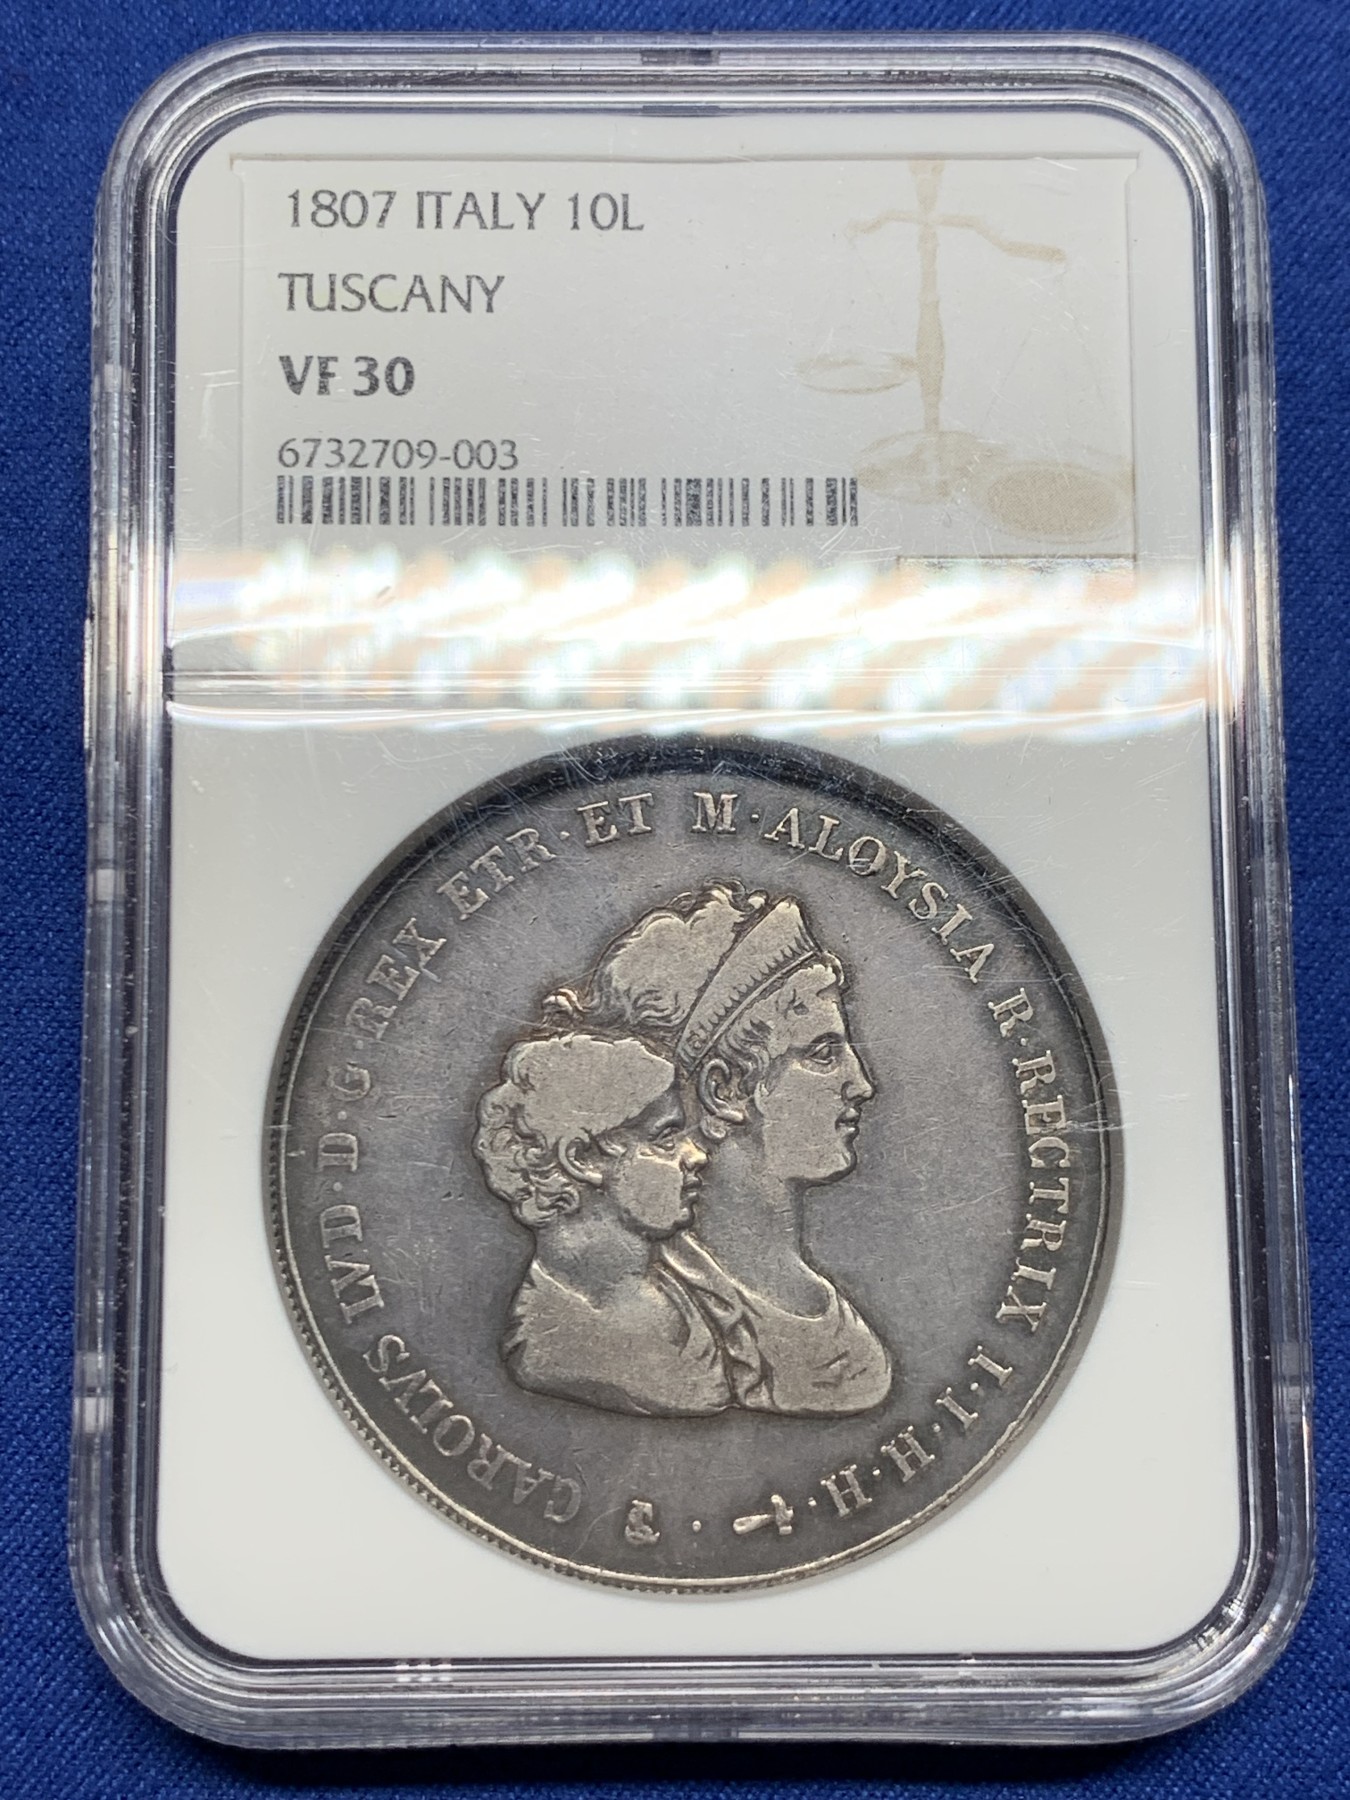 1807 ITALY 10L
TUSCANY
VF 30
6732709-003
CAROLVS LVD·D·G·REX ETR·ET M·ALOYSIA R·RECTRIX I·I·H·H·